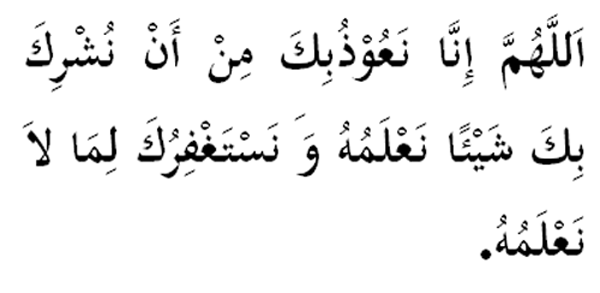 اَللَّهُمَّ إِنَّا نَعُوْذُبِكَ مِنْ أَنْ نُشْرِكَ
بِكَ شَيْئًا نَعْلَمُهُ وَ نَسْتَغْفِرُكَ لِمَا لاَ
نَعْلَمُهُ.